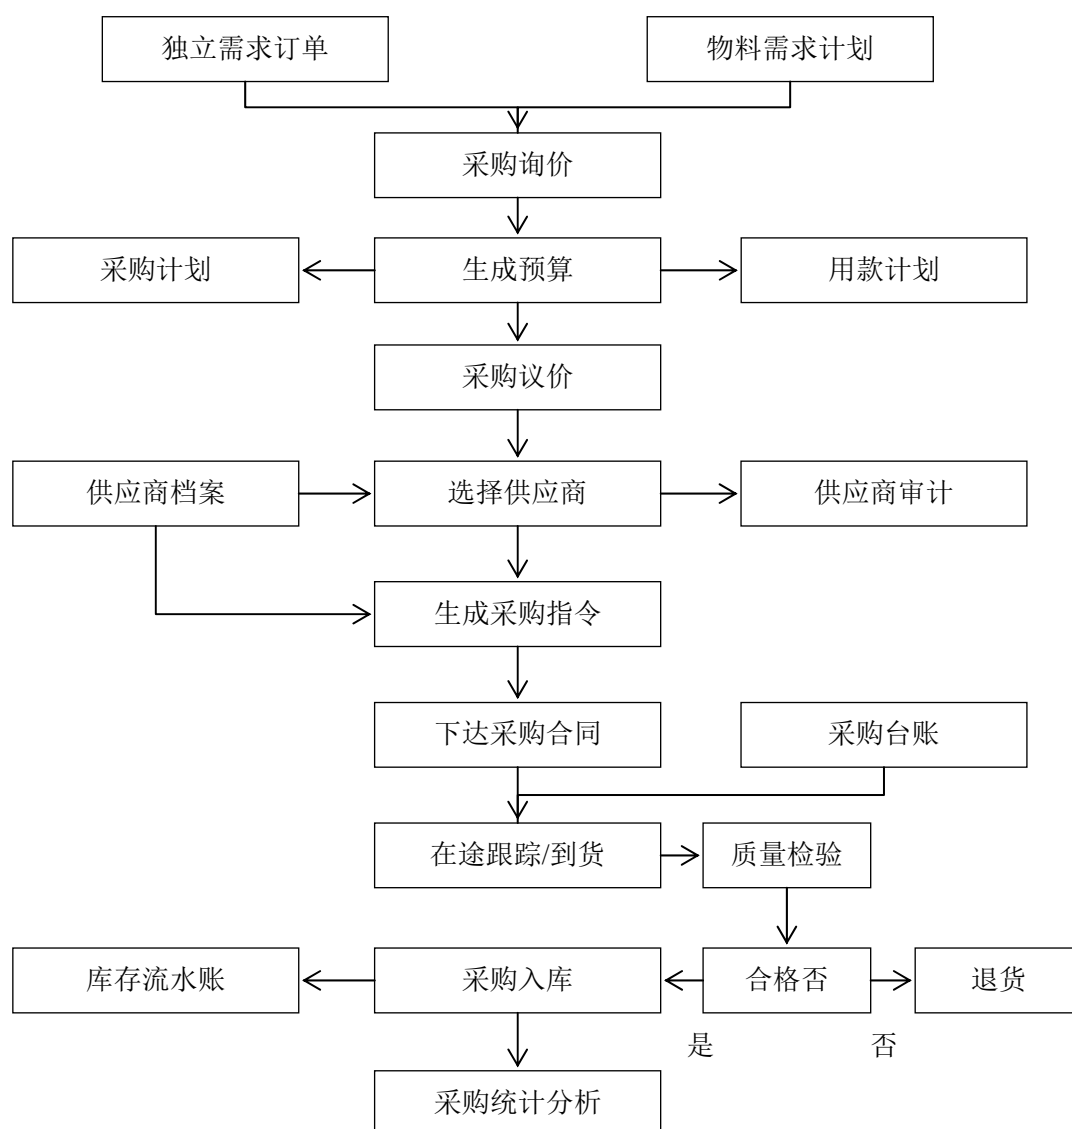 独立需求订单
物料需求计划
采购询价
采购计划
生成预算
用款计划
采购议价
供应商档案
选择供应商
供应商审计
生成采购指令
下达采购合同
采购台账
在途跟踪/到货
质量检验
库存流水账
采购入库
合格否
退货
是
否
采购统计分析